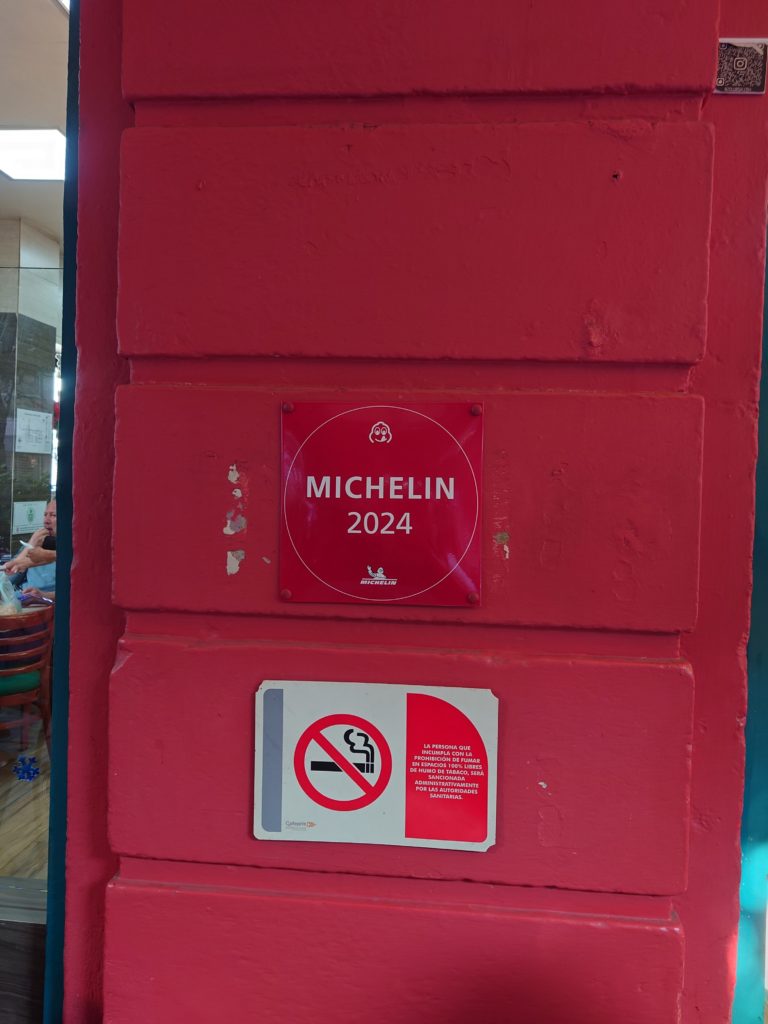 MICHELIN
2024
MICHELIN
LA PERSONA QUE
INCUMPLA CON LA
PROHIBICIÓN DE FUMAR
EN ESPACIOS 100% LIBRES
DE HUMO DE TABACO, SERÁ
SANCIONADA
ADMINISTRATIVAMENTE
POR LAS AUTORIDADES
SANITARIAS.